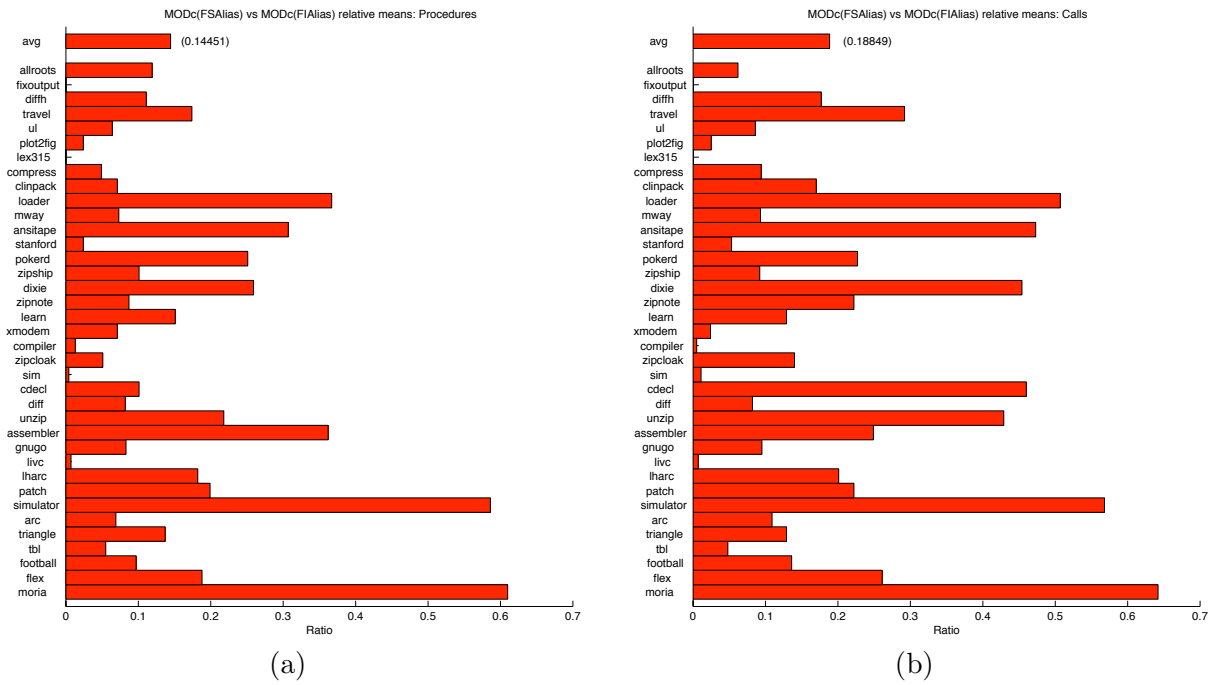 MODc(FSAlias) vs MODc(FIAlias) relative means: Procedures
avg
(0.14451)
allroots
fixoutput
diffh
travel
ul
plot2fig
lex315
compress
clinpack
loader
mway
ansitape
stanford
pokerd
zipship
dixie
zipnote
learn
xmodem
compiler
zipcloak
sim
cdecl
diff
unzip
assembler
gnugo
livc
lharc
patch
simulator
arc
triangle
tbl
football
flex
moria
0 0.1 0.2 0.3 0.4 0.5 0.6 0.7
Ratio
(a)
MODc(FSAlias) vs MODc(FIAlias) relative means: Calls
avg
(0.18849)
allroots
fixoutput
diffh
travel
ul
plot2fig
lex315
compress
clinpack
loader
mway
ansitape
stanford
pokerd
zipship
dixie
zipnote
learn
xmodem
compiler
zipcloak
sim
cdecl
diff
unzip
assembler
gnugo
livc
lharc
patch
simulator
arc
triangle
tbl
football
flex
moria
0 0.1 0.2 0.3 0.4 0.5 0.6 0.7
Ratio
(b)